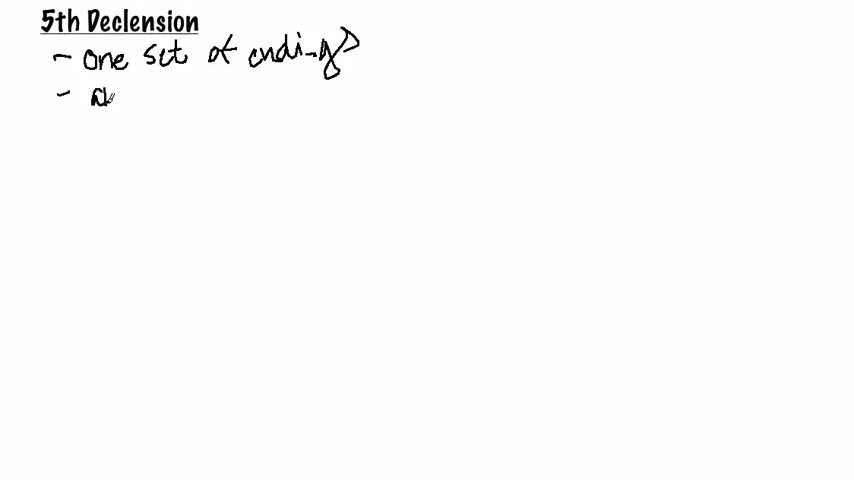 5th Declension
- one set of endings
-